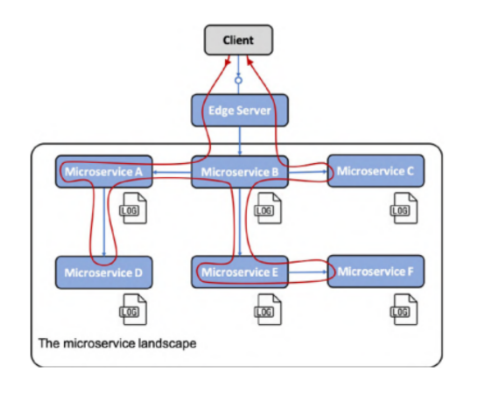 Client
Edge Server
Microservice A
Microservice B
Microservice C
LOG
LOG
LOG
Microservice D
Microservice E
Microservice F
LOG
LOG
LOG
The microservice landscape